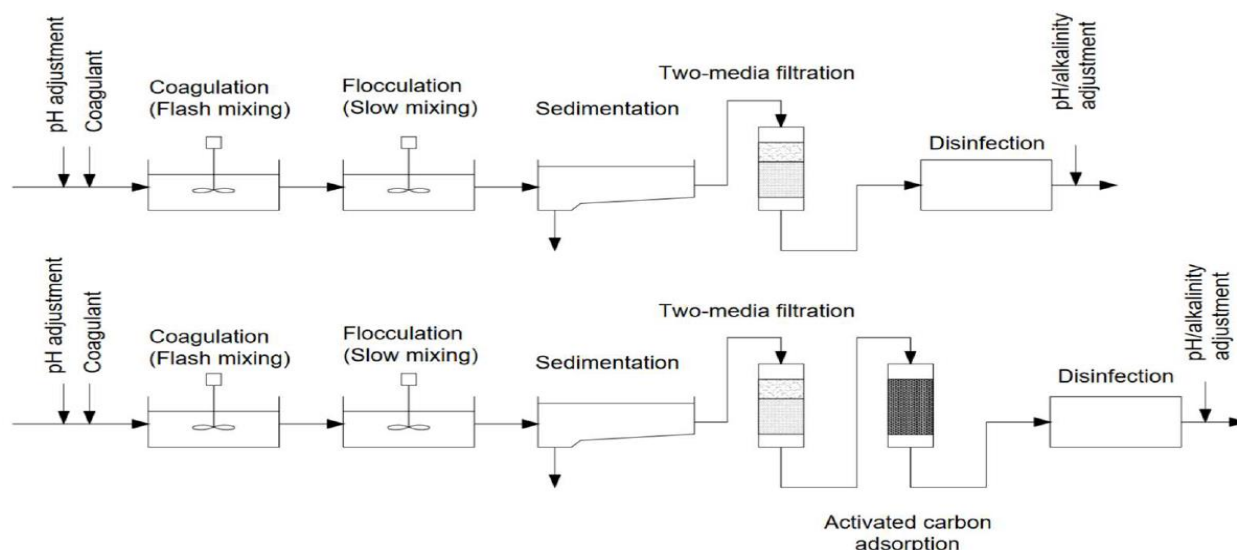 pH adjustment
Coagulant
Coagulation
(Flash mixing)
Flocculation
(Slow mixing)
Sedimentation
Two-media filtration
Disinfection
pH/alkalinity
adjustment
pH adjustment
Coagulant
Coagulation
(Flash mixing)
Flocculation
(Slow mixing)
Sedimentation
Two-media filtration
Activated carbon
adsorption
Disinfection
pH/alkalinity
adjustment